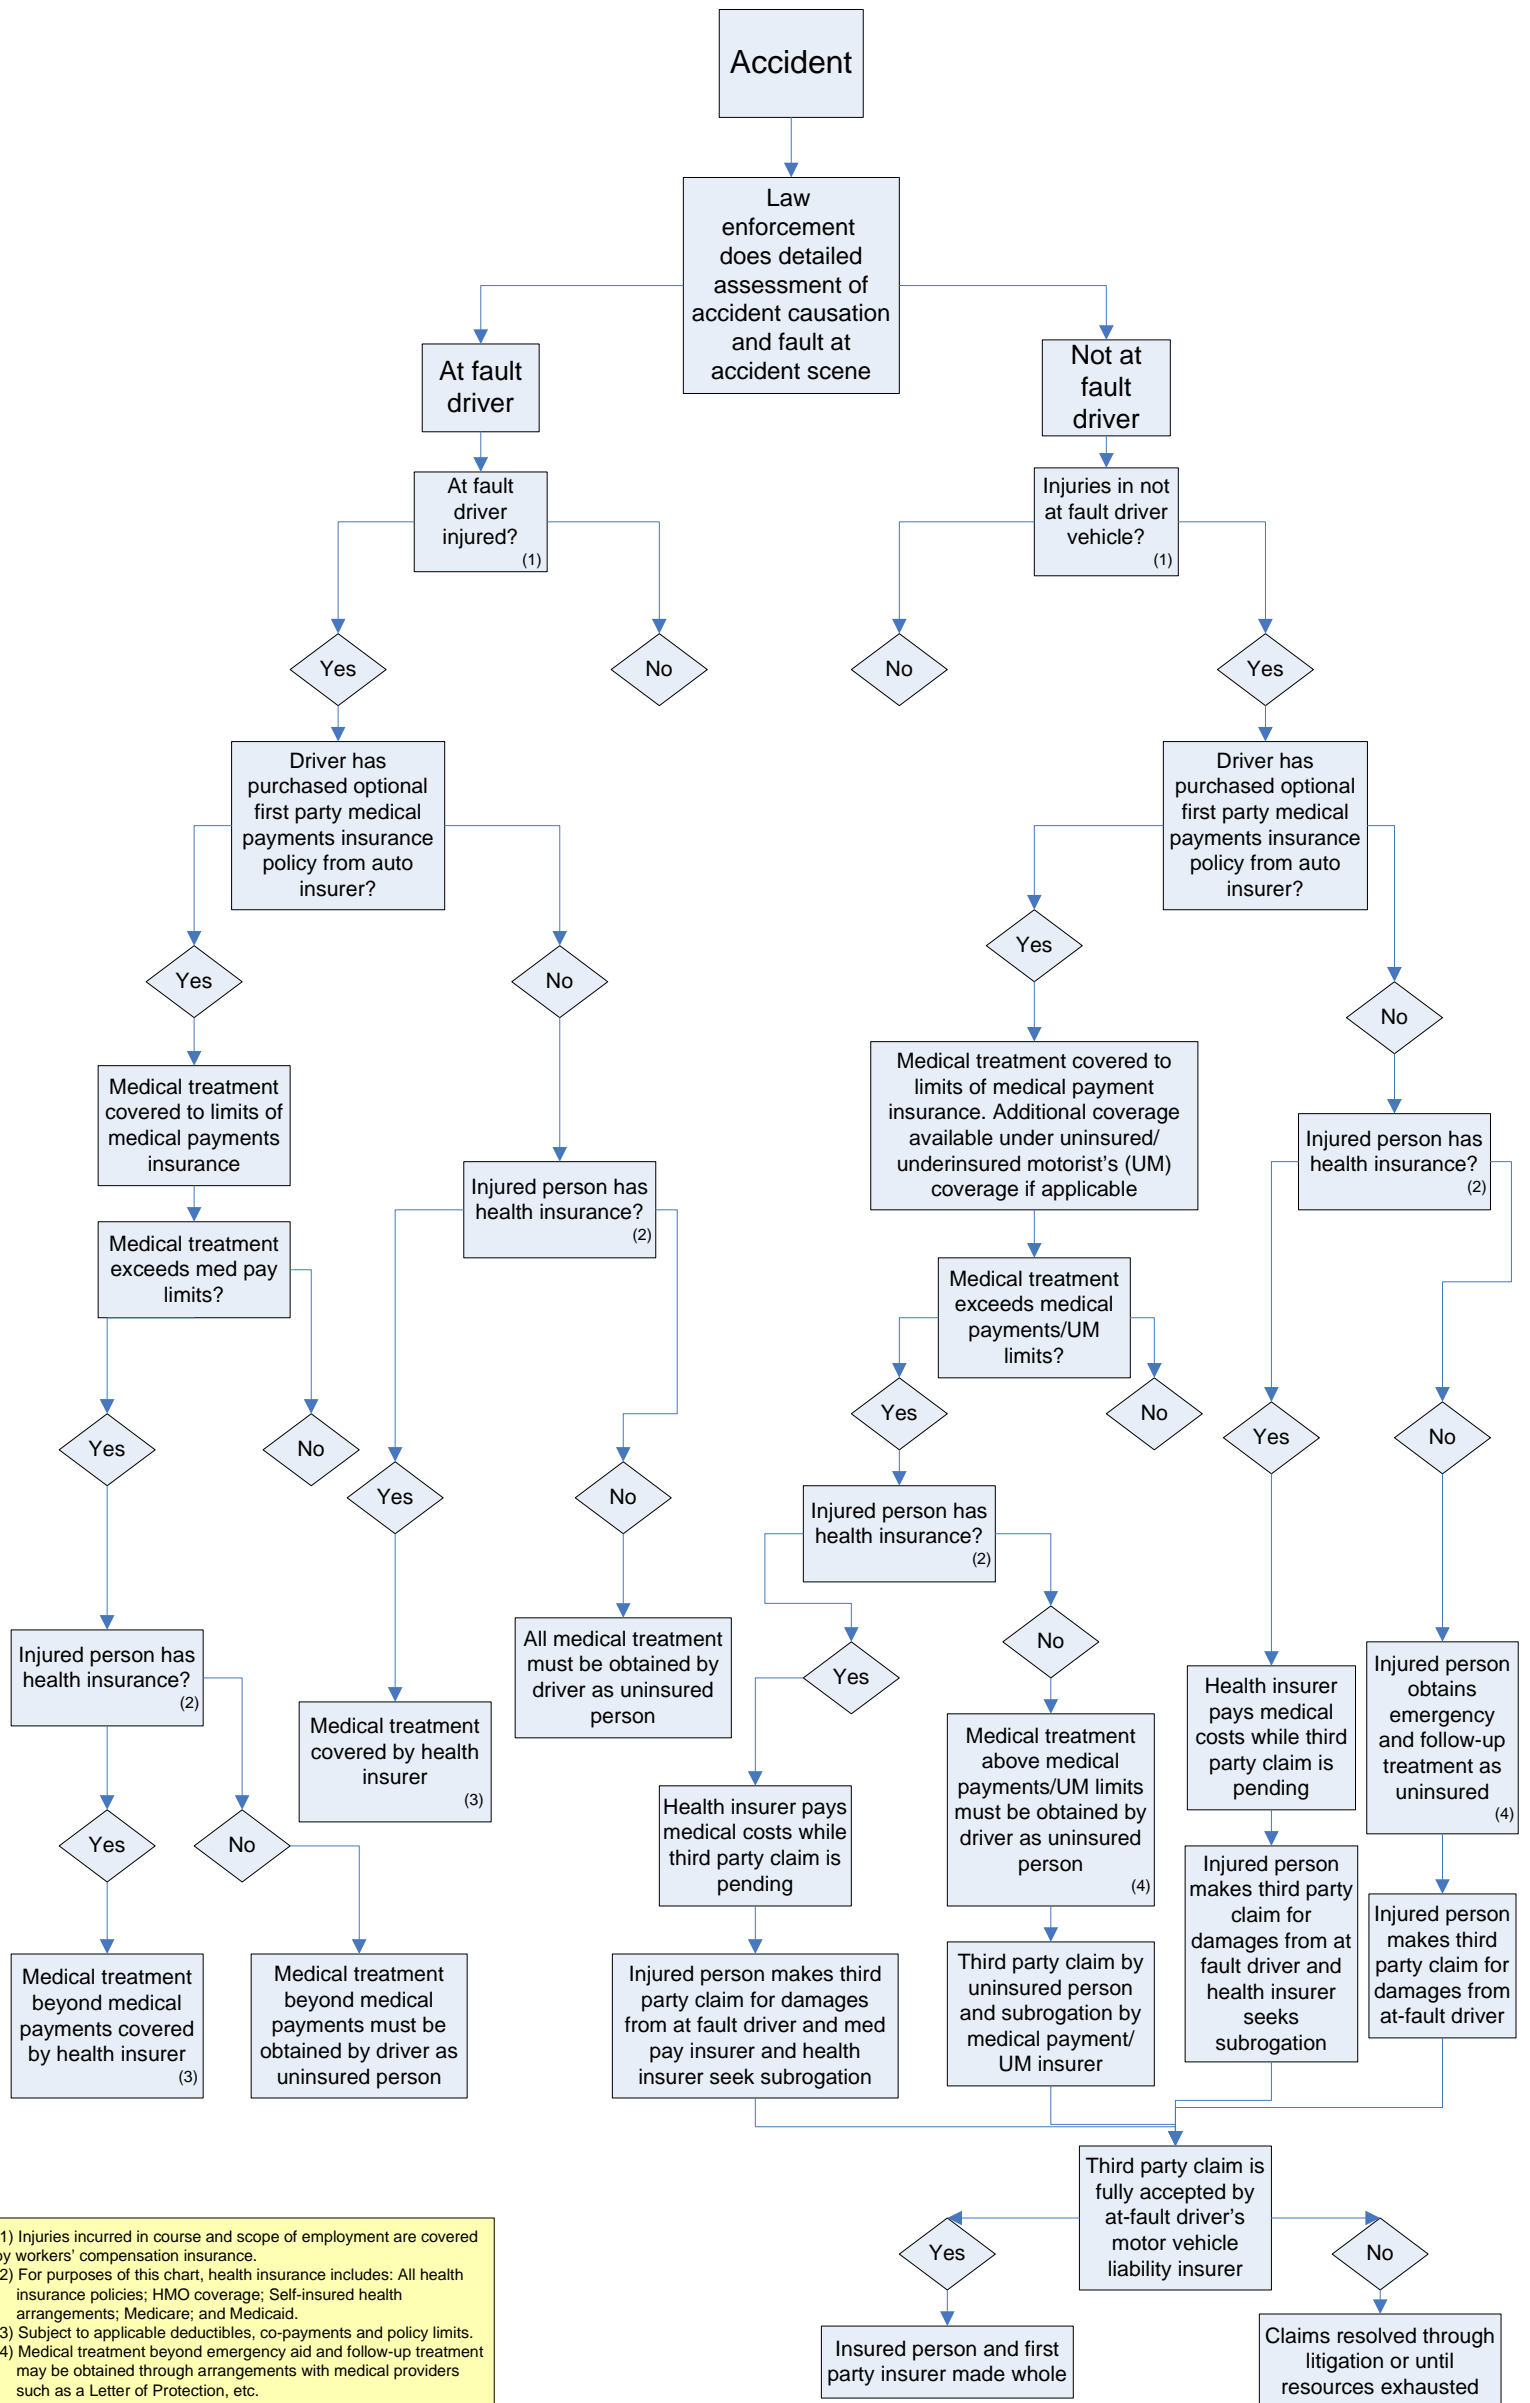 Accident
Law
enforcement
does detailed
assessment of
accident causation
and fault at
accident scene
At fault
driver
Not at
fault
driver
At fault
driver
injured?
(1)
Injuries in not
at fault driver
vehicle?
(1)
Yes
No
No
Yes
Driver has
purchased optional
first party medical
payments insurance
policy from auto
insurer?
Driver has
purchased optional
first party medical
payments insurance
policy from auto
insurer?
Yes
No
Yes
No
Medical treatment
covered to limits of
medical payments
insurance
Medical treatment covered to
limits of medical payment
insurance. Additional coverage
available under uninsured/
underinsured motorist's (UM)
coverage if applicable
Injured person has
health insurance?
(2)
Injured person has
health insurance?
(2)
Medical treatment
exceeds med pay
limits?
Medical treatment
exceeds medical
payments/UM
limits?
Yes
No
Yes
No
Yes
No
Yes
No
Injured person has
health insurance?
(2)
Injured person has
health insurance?
(2)
All medical treatment
must be obtained by
driver as uninsured
person
Yes
No
Medical treatment
covered by health
insurer
(3)
Health insurer
pays medical
costs while third
party claim is
pending
Injured person
obtains
emergency
and follow-up
treatment as
uninsured
(4)
Medical treatment
above medical
payments/UM limits
must be obtained by
driver as uninsured
person
(4)
Yes
No
Health insurer pays
medical costs while
third party claim is
pending
Injured person
makes third party
claim for
damages from at
fault driver and
health insurer
seeks
subrogation
Injured person
makes third
party claim for
damages from
at-fault driver
Medical treatment
beyond medical
payments covered
by health insurer
(3)
Medical treatment
beyond medical
payments must be
obtained by driver as
uninsured person
Injured person makes third
party claim for damages
from at fault driver and med
pay insurer and health
insurer seek subrogation
Third party claim by
uninsured person
and subrogation by
medical payment/
UM insurer
Third party claim is
fully accepted by
at-fault driver's
motor vehicle
liability insurer
Yes
No
Insured person and first
party insurer made whole
Claims resolved through
litigation or until
resources exhausted
1) Injuries incurred in course and scope of employment are covered
by workers' compensation insurance.
2) For purposes of this chart, health insurance includes: All health
insurance policies; HMO coverage; Self-insured health
arrangements; Medicare; and Medicaid.
3) Subject to applicable deductibles, co-payments and policy limits.
4) Medical treatment beyond emergency aid and follow-up treatment
may be obtained through arrangements with medical providers
such as a Letter of Protection, etc.